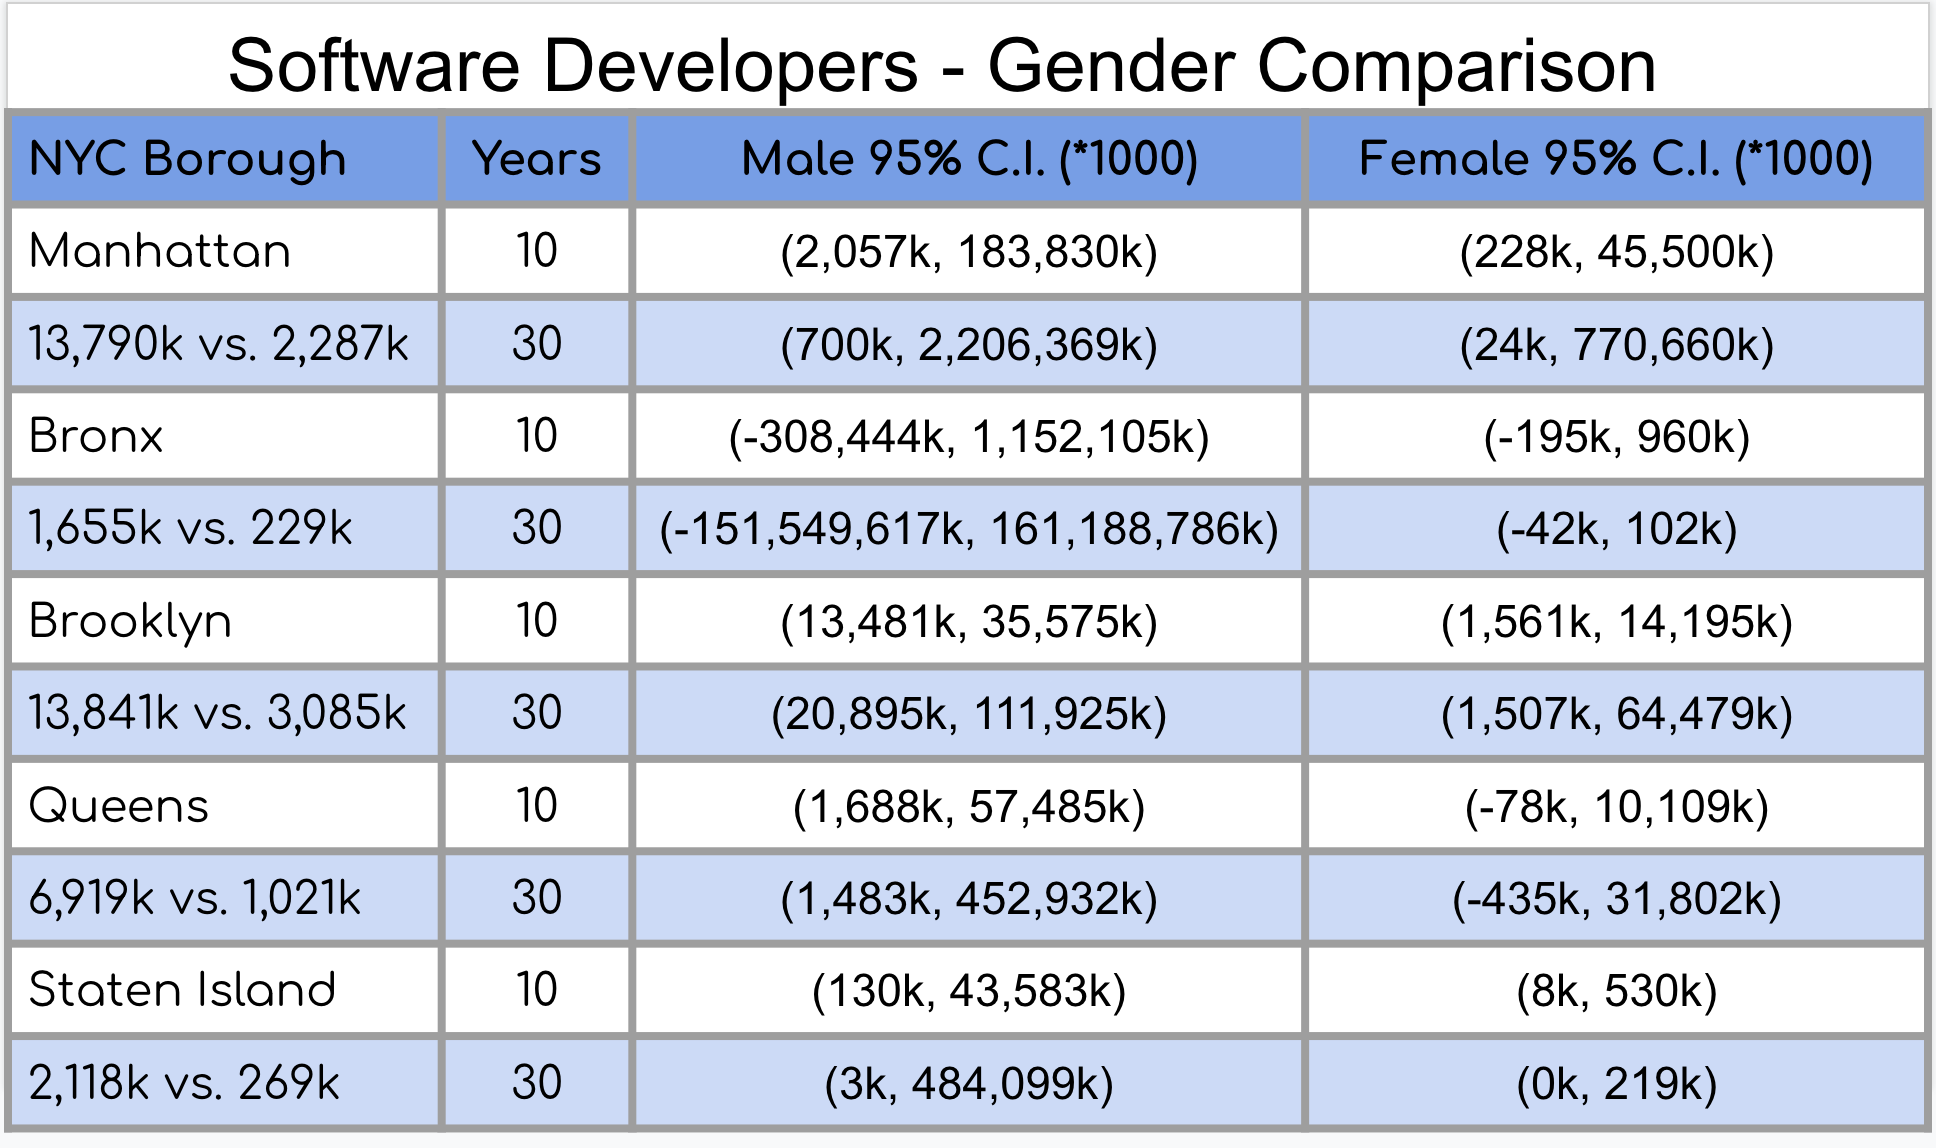 Software Developers - Gender Comparison
NYC Borough Years Male 95% C.I. (*1000) Female 95% C.I. (*1000)
Manhattan 10 (2,057k, 183,830k) (228k, 45,500k)
13,790k vs. 2,287k 30 (700k, 2,206,369k) (24k, 770,660k)
Bronx 10 (-308,444k, 1,152,105k) (-195k, 960k)
1,655k vs. 229k 30 (-151,549,617k, 161,188,786k) (-42k, 102k)
Brooklyn 10 (13,481k, 35,575k) (1,561k, 14,195k)
13,841k vs. 3,085k 30 (20,895k, 111,925k) (1,507k, 64,479k)
Queens 10 (1,688k, 57,485k) (-78k, 10,109k)
6,919k vs. 1,021k 30 (1,483k, 452,932k) (-435k, 31,802k)
Staten Island 10 (130k, 43,583k) (8k, 530k)
2,118k vs. 269k 30 (3k, 484,099k) (0k, 219k)